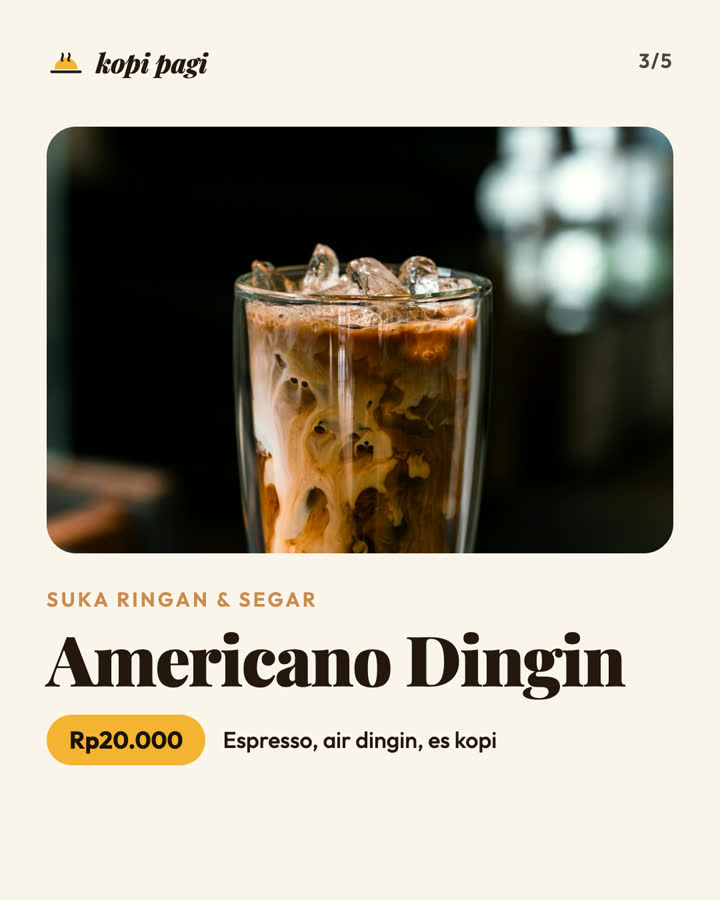 kopi pagi
3/5
SUKA RINGAN & SEGAR
Americano Dingin
Rp20.000
Espresso, air dingin, es kopi